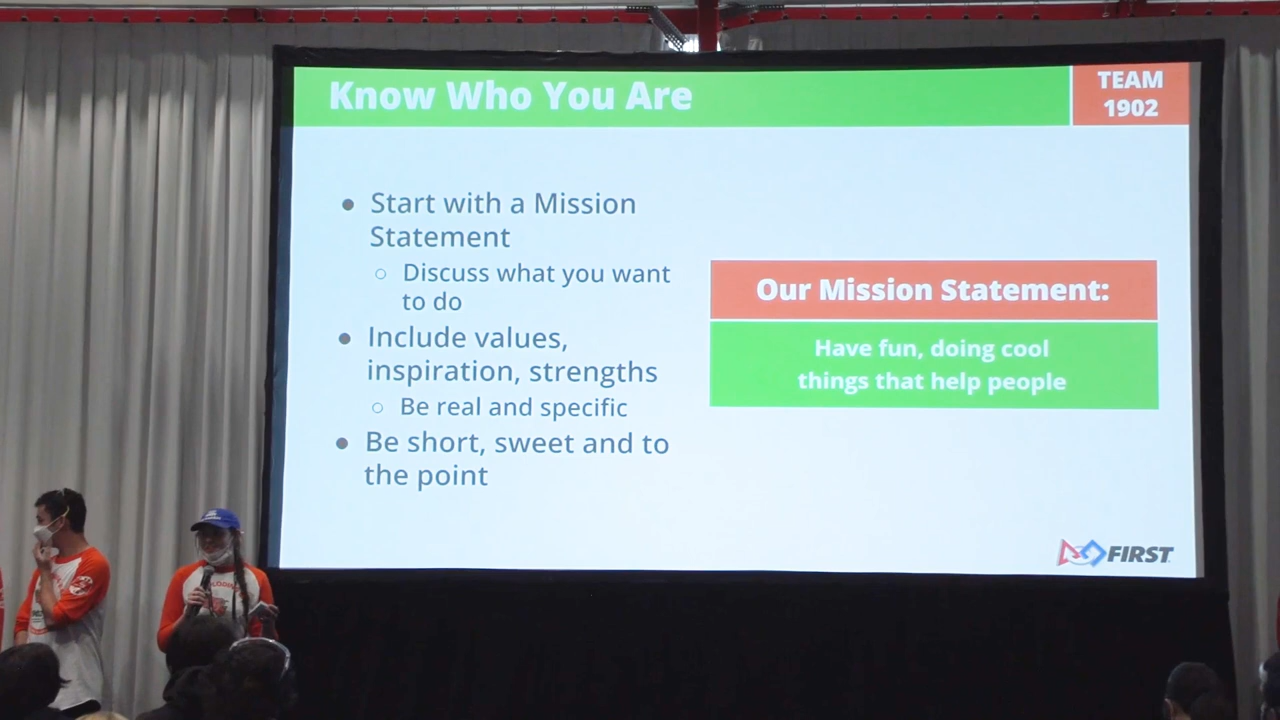 Know Who You Are
TEAM
1902
● Start with a Mission
Statement
○ Discuss what you want
to do
● Include values,
inspiration, strengths
○ Be real and specific
● Be short, sweet and to
the point
Our Mission Statement:
Have fun, doing cool
things that help people
FIRST